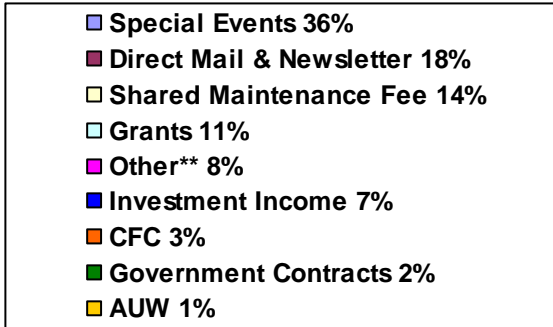 Special Events 36%
Direct Mail & Newsletter 18%
Shared Maintenance Fee 14%
Grants 11%
Other** 8%
Investment Income 7%
CFC 3%
Government Contracts 2%
AUW 1%